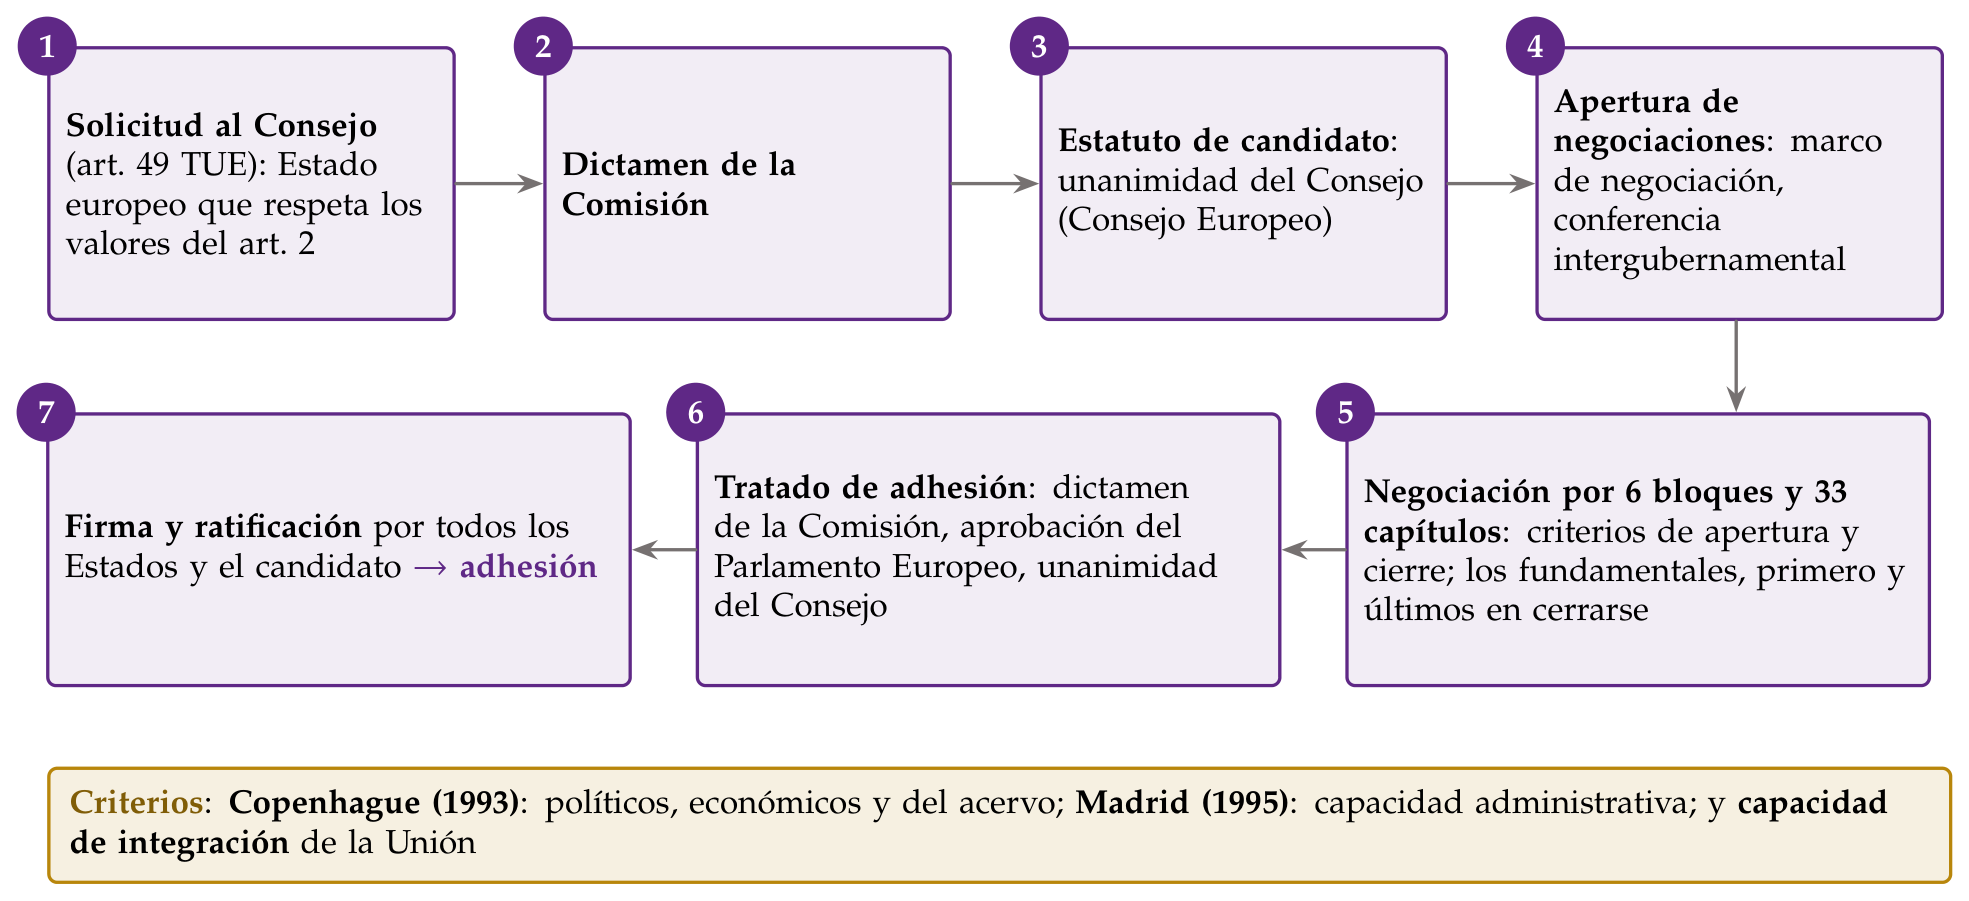 1
Solicitud al Consejo
(art. 49 TUE): Estado
europeo que respeta los
valores del art. 2
2
Dictamen de la
Comisión
3
Estatuto de candidato:
unanimidad del Consejo
(Consejo Europeo)
4
Apertura de
negociaciones: marco
de negociación,
conferencia
intergubernamental
5
Negociación por 6 bloques y 33
capítulos: criterios de apertura y
cierre; los fundamentales, primero y
últimos en cerrarse
6
Tratado de adhesión: dictamen
de la Comisión, aprobación del
Parlamento Europeo, unanimidad
del Consejo
7
Firma y ratificación por todos los
Estados y el candidato → adhesión
Criterios: Copenhague (1993): políticos, económicos y del acervo; Madrid (1995): capacidad administrativa; y capacidad
de integración de la Unión